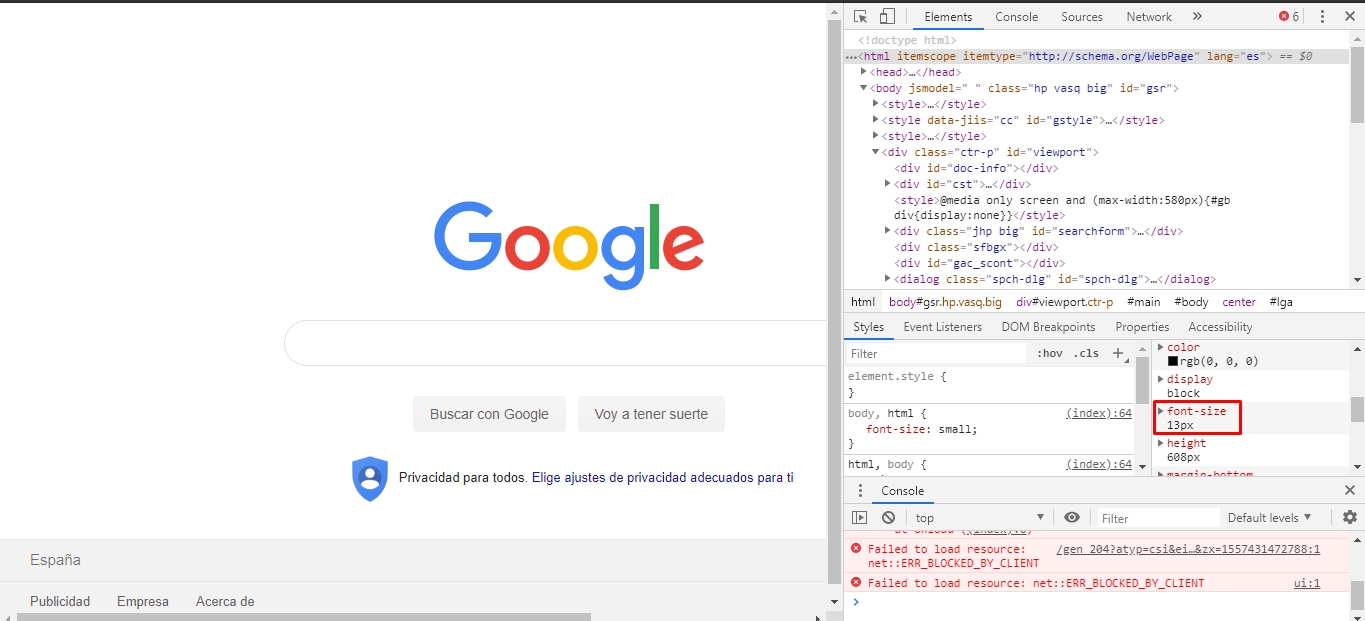 Google
Buscar con Google
Voy a tener suerte
Privacidad para todos. Elige ajustes de privacidad adecuados para ti
España
Publicidad Empresa Acerca de
Elements Console Sources Network » 6
<!doctype html>
…<html itemscope itemtype="http://schema.org/WebPage" lang="es"> == $0
<head>…</head>
<body jsmodel=" " class="hp vasq big" id="gsr">
<style>…</style>
<style data-jiis="cc" id="gstyle">…</style>
<style>…</style>
<div class="ctr-p" id="viewport">
<div id="doc-info"></div>
<div id="cst">…</div>
<style>@media only screen and (max-width:580px){#gb
div{display:none}}</style>
<div class="jhp big" id="searchform">…</div>
<div class="sfbgx"></div>
<div id="gac_scont"></div>
<dialog class="spch-dlg" id="spch-dlg">…</dialog>
html body#gsr.hp.vasq.big div#viewport.ctr-p #main #body center #lga
Styles Event Listeners DOM Breakpoints Properties Accessibility
Filter :hov .cls +
element.style {
}
body, html { (index):64
font-size: small;
}
html, body { (index):64
color
rgb(0, 0, 0)
display
block
font-size
13px
height
608px
margin-bottom
Console
top Filter Default levels
at onload ((index):6)
Failed to load resource: /gen_204?atyp=csi&ei…&zx=1557431472788:1
net::ERR_BLOCKED_BY_CLIENT
Failed to load resource: net::ERR_BLOCKED_BY_CLIENT ui:1